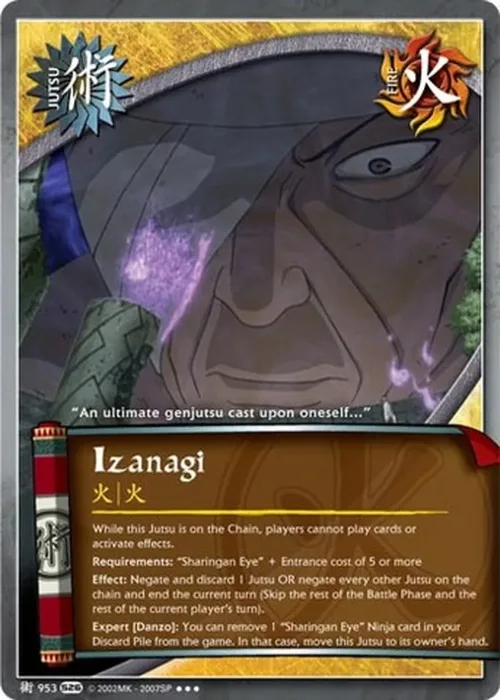 JUTSU 術
FIRE 火
"An ultimate genjutsu cast upon oneself..."
Izanagi
火|火
While this Jutsu is on the Chain, players cannot play cards or
activate effects.
Requirements: "Sharingan Eye" + Entrance cost of 5 or more
Effect: Negate and discard 1 Jutsu OR negate every other Jutsu on the
chain and end the current turn (Skip the rest of the Battle Phase and the
rest of the current player's turn).
Expert [Danzo]: You can remove 1 "Sharingan Eye" Ninja card in your
Discard Pile from the game. In that case, move this Jutsu to its owner's hand.
術
術 953 S26 © 2002MK - 2007SP